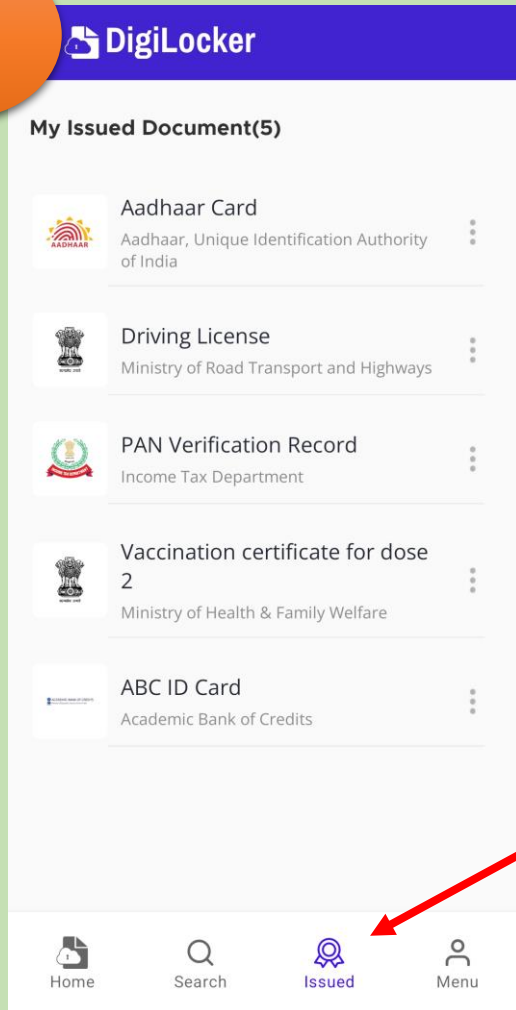 DigiLocker
My Issued Document(5)
Aadhaar Card
AADHAAR
Aadhaar, Unique Identification Authority
of India
Driving License
Ministry of Road Transport and Highways
PAN Verification Record
Income Tax Department
Vaccination certificate for dose
2
Ministry of Health & Family Welfare
ABC ID Card
Academic Bank of Credits
Home
Search
Issued
Menu